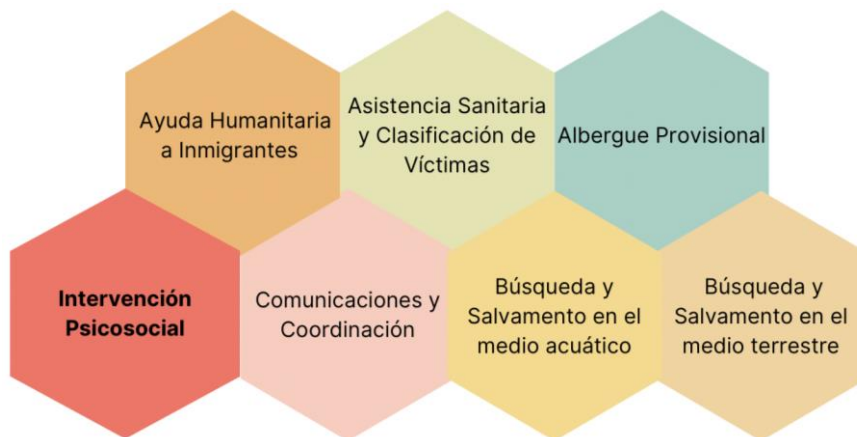 Ayuda Humanitaria
a Inmigrantes
Asistencia Sanitaria
y Clasificación de
Víctimas
Albergue Provisional
Intervención
Psicosocial
Comunicaciones y
Coordinación
Búsqueda y
Salvamento en el
medio acuático
Búsqueda y
Salvamento en el
medio terrestre